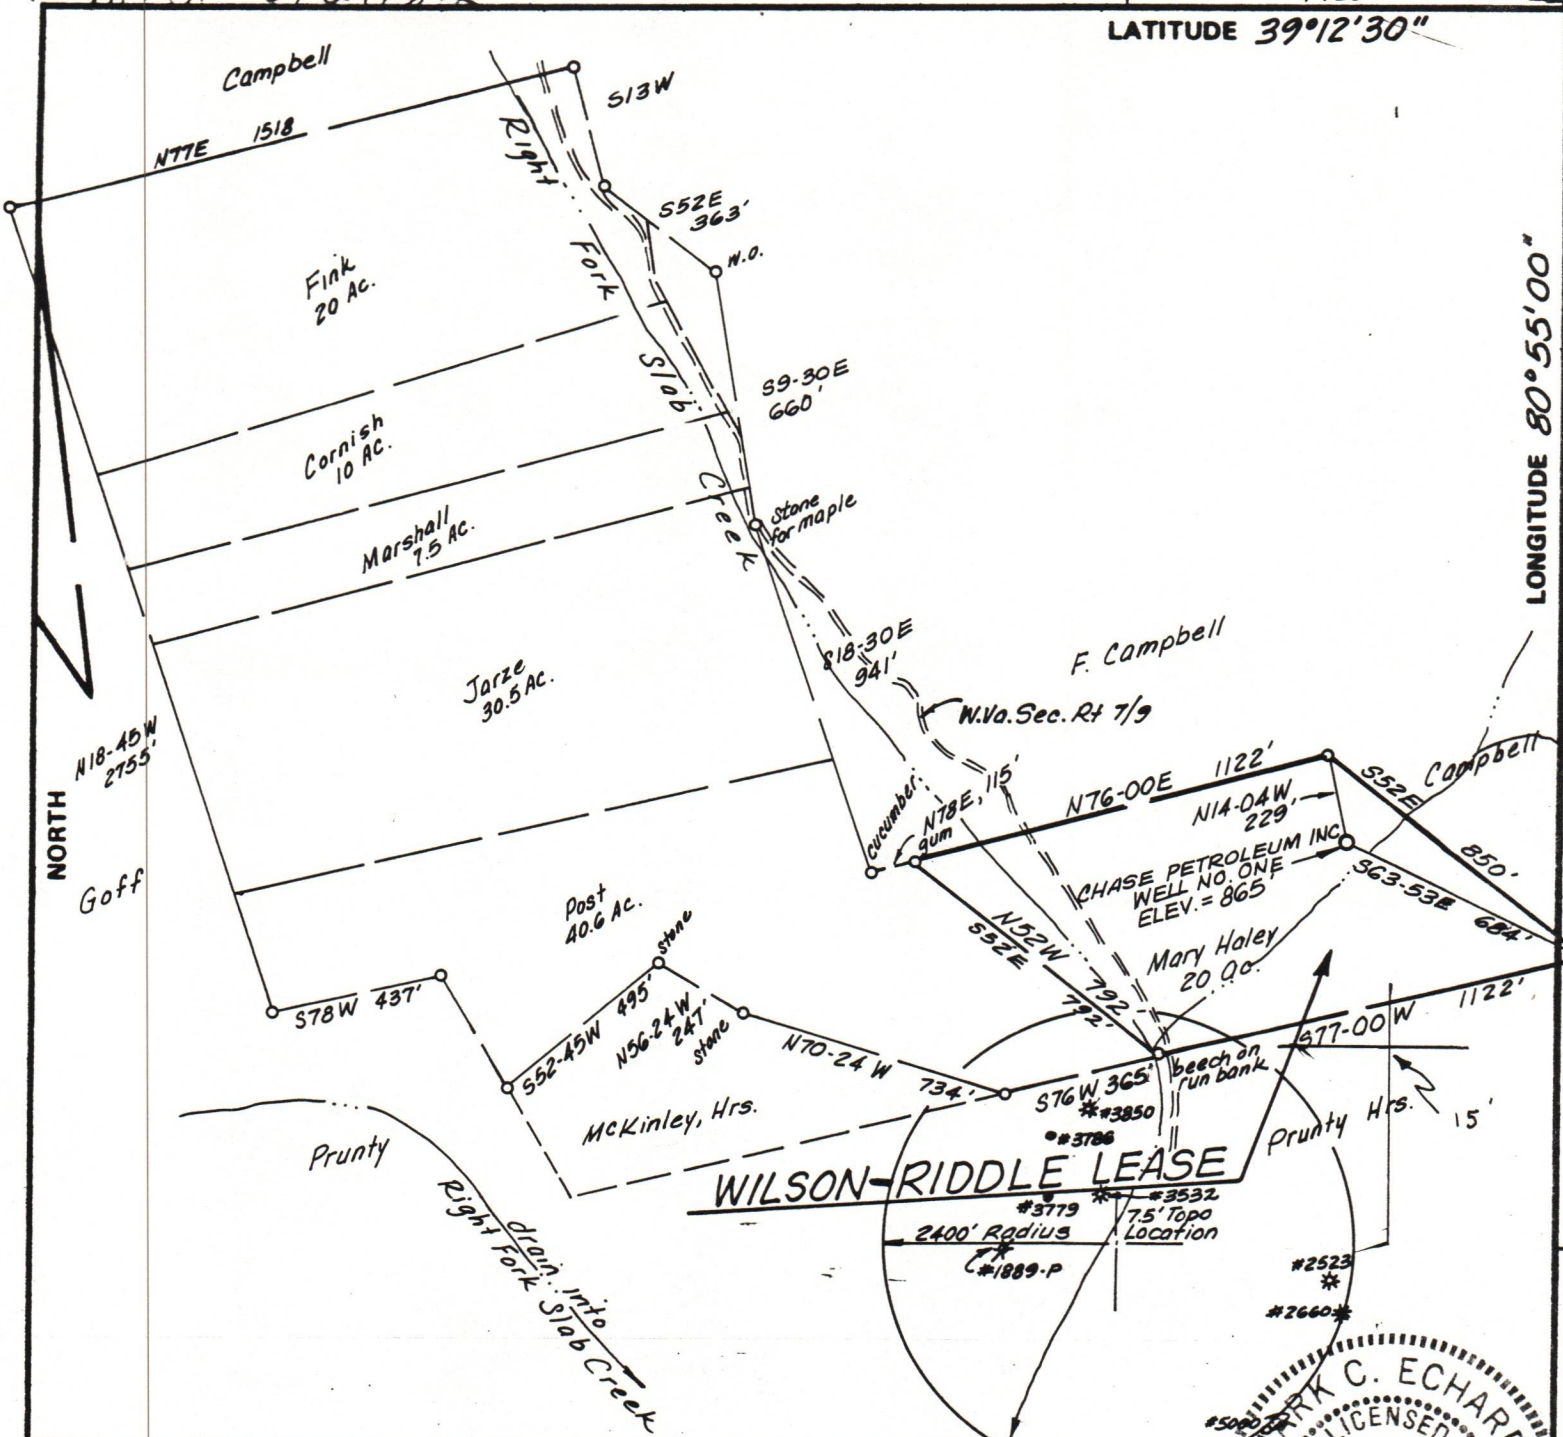 LATITUDE 39°12'30"
LONGITUDE 80°55'00"
Campbell
N77E 1518
S13W
Right
Fork
Slab
Creek
S52E
363'
W.O.
Fink
20 Ac.
S9-30E
660'
Cornish
10 AC.
Marshall
7.5 AC.
Stone
for maple
Jarze
30.5 AC.
S18-30E
941'
F. Campbell
W.Va. Sec. Rt 7/9
N18-45W
2755'
NORTH
Goff
cucumber
N78E, 115'
gum
N76-00E 1122'
N14-04W
229'
S52E
850'
Campbell
CHASE PETROLEUM INC
WELL NO. ONE
ELEV. = 865'
S63-53E 684'
Post
40.6 AC.
stone
N52W 792'
S52E 792'
Mary Haley
20 ac.
S78W 437'
S52-45W 495'
N56-24W
247'
stone
N70-24W 734'
S77-00W 1122'
S76W 365'
beech on
run bank
#3850
#3786
McKinley, Hrs.
Prunty Hrs.
15'
Prunty
WILSON-RIDDLE LEASE
#3779
#3532
7.5' Topo
Location
2400' Radius
#1889-P
#2523
#2660
drain into
Right Fork Slab Creek
ARK C. ECHAR
LICENSED